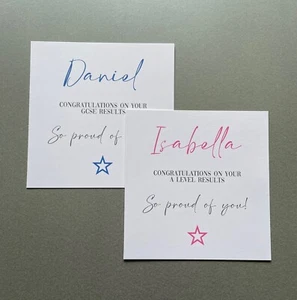 Daniel
CONGRATULATIONS ON YOUR
GCSE RESULTS
So proud of
Isabella
CONGRATULATIONS ON YOUR
A LEVEL RESULTS
So proud of you!